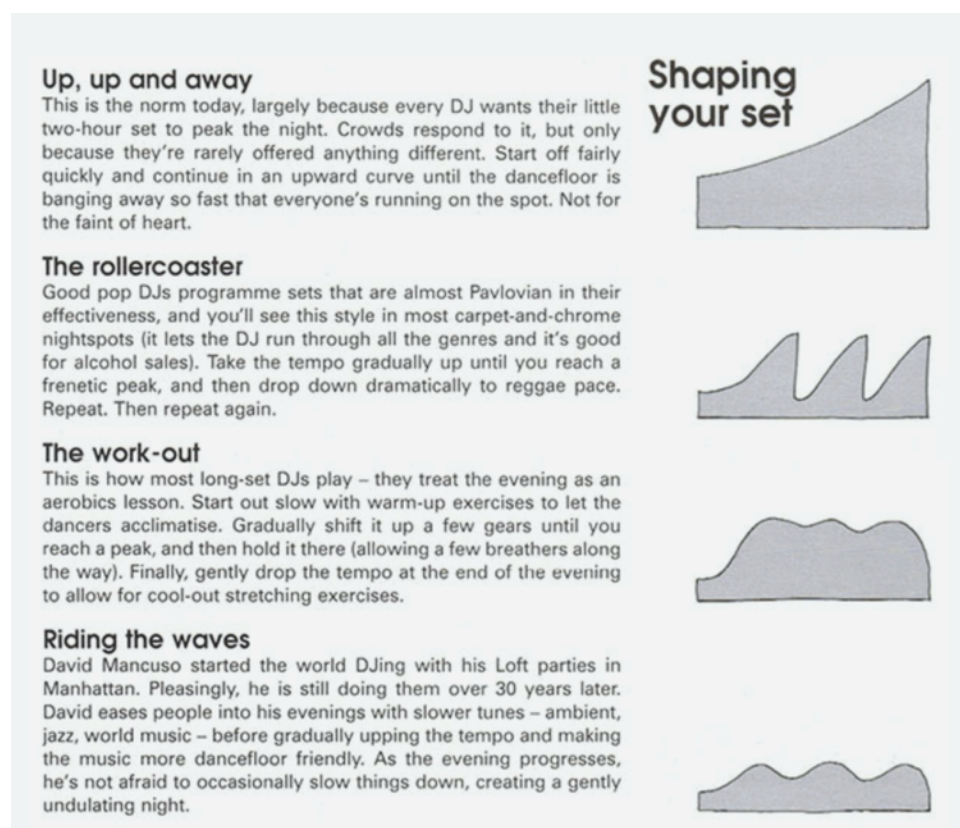 Shaping
your set
Up, up and away
This is the norm today, largely because every DJ wants their little
two-hour set to peak the night. Crowds respond to it, but only
because they're rarely offered anything different. Start off fairly
quickly and continue in an upward curve until the dancefloor is
banging away so fast that everyone's running on the spot. Not for
the faint of heart.
The rollercoaster
Good pop DJs programme sets that are almost Pavlovian in their
effectiveness, and you'll see this style in most carpet-and-chrome
nightspots (it lets the DJ run through all the genres and it's good
for alcohol sales). Take the tempo gradually up until you reach a
frenetic peak, and then drop down dramatically to reggae pace.
Repeat. Then repeat again.
The work-out
This is how most long-set DJs play – they treat the evening as an
aerobics lesson. Start out slow with warm-up exercises to let the
dancers acclimatise. Gradually shift it up a few gears until you
reach a peak, and then hold it there (allowing a few breathers along
the way). Finally, gently drop the tempo at the end of the evening
to allow for cool-out stretching exercises.
Riding the waves
David Mancuso started the world DJing with his Loft parties in
Manhattan. Pleasingly, he is still doing them over 30 years later.
David eases people into his evenings with slower tunes – ambient,
jazz, world music – before gradually upping the tempo and making
the music more dancefloor friendly. As the evening progresses,
he's not afraid to occasionally slow things down, creating a gently
undulating night.